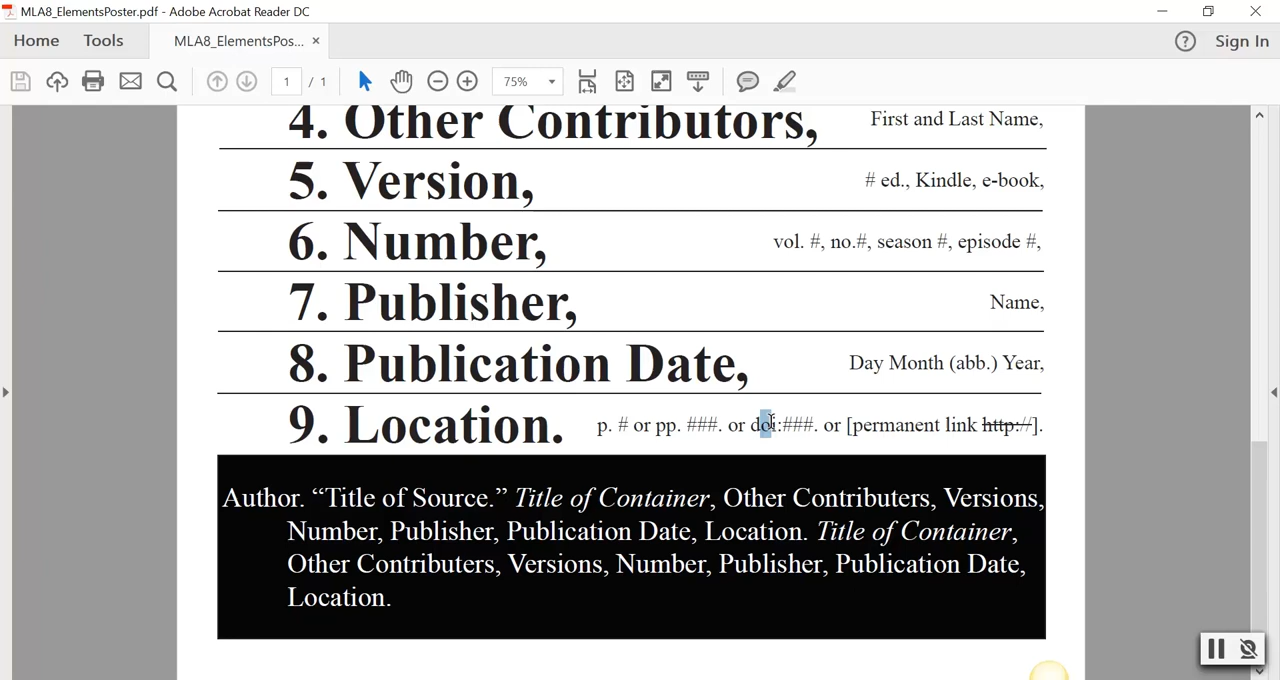 MLA8_ElementsPoster.pdf - Adobe Acrobat Reader DC
Home Tools MLA8_ElementsPos... × ? Sign In
1 / 1 75%
4. Other Contributors, First and Last Name,
5. Version, # ed., Kindle, e-book,
6. Number, vol. #, no.#, season #, episode #,
7. Publisher, Name,
8. Publication Date, Day Month (abb.) Year,
9. Location. p. # or pp. ###. or doi:###. or [permanent link http://].
Author. “Title of Source.” Title of Container, Other Contributers, Versions,
Number, Publisher, Publication Date, Location. Title of Container,
Other Contributers, Versions, Number, Publisher, Publication Date,
Location.